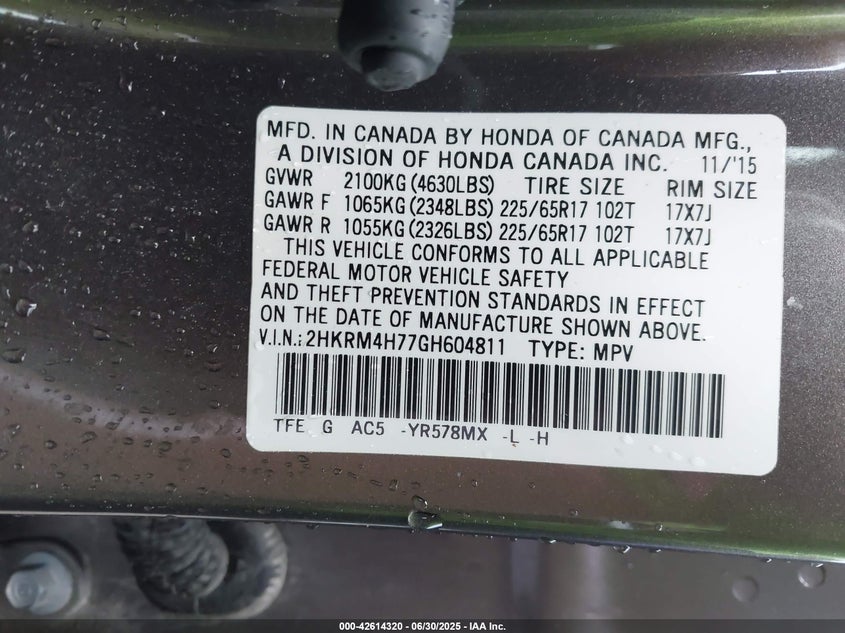 MFD. IN CANADA BY HONDA OF CANADA MFG.,
A DIVISION OF HONDA CANADA INC. 11/'15
GVWR 2100KG (4630LBS) TIRE SIZE RIM SIZE
GAWR F 1065KG (2348LBS) 225/65R17 102T 17X7J
GAWR R 1055KG (2326LBS) 225/65R17 102T 17X7J
THIS VEHICLE CONFORMS TO ALL APPLICABLE
FEDERAL MOTOR VEHICLE SAFETY
AND THEFT PREVENTION STANDARDS IN EFFECT
ON THE DATE OF MANUFACTURE SHOWN ABOVE.
V.I.N.: 2HKRM4H77GH604811 TYPE: MPV
TFE G AC5 -YR578MX -L -H
000-42614320 - 06/30/2025 - IAA Inc.